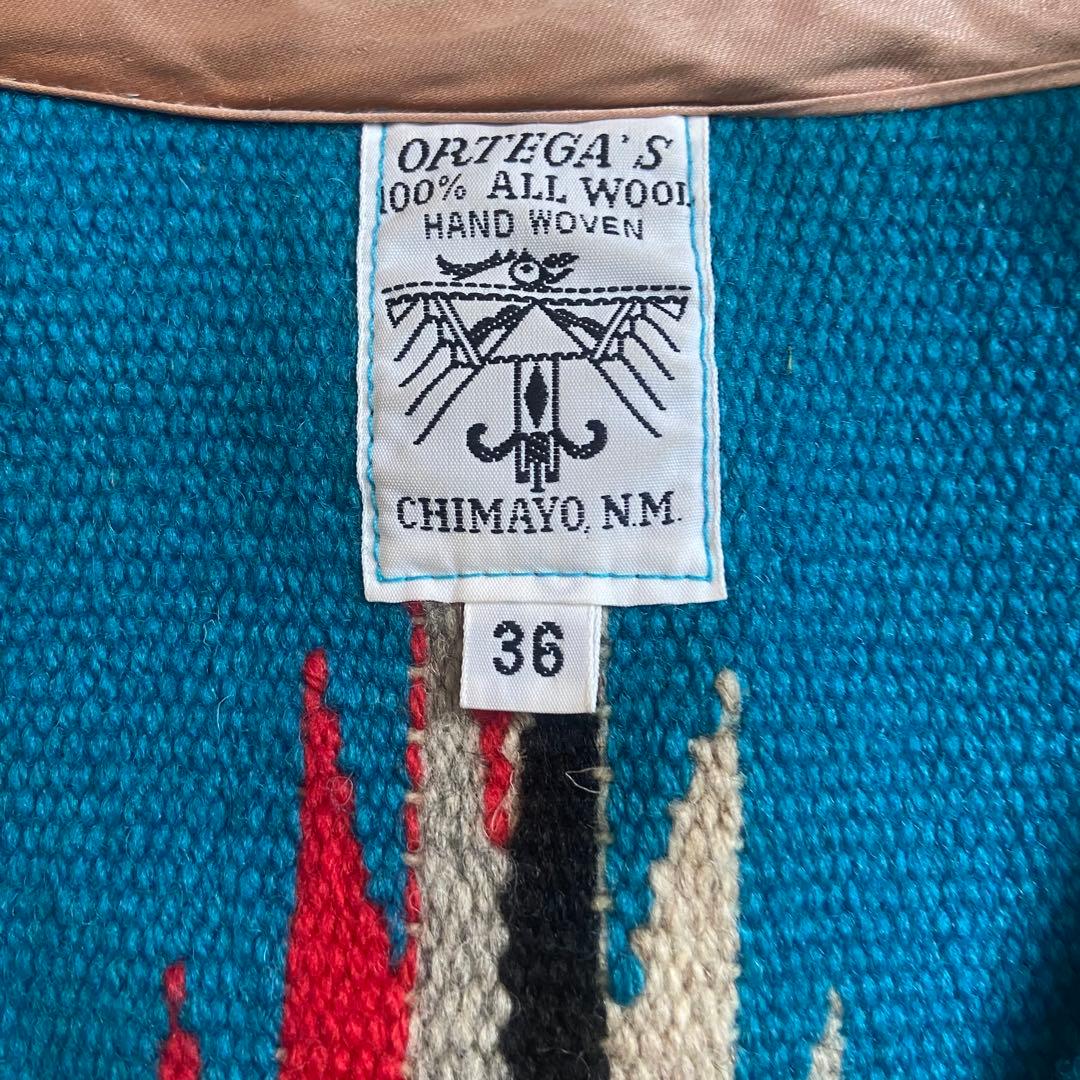 ORTEGA'S
100% ALL WOOL
HAND WOVEN
CHIMAYO, N.M.
36